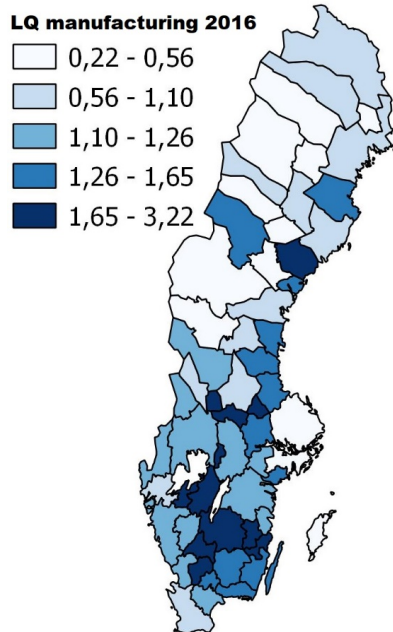 LQ manufacturing 2016
0,22 - 0,56
0,56 - 1,10
1,10 - 1,26
1,26 - 1,65
1,65 - 3,22